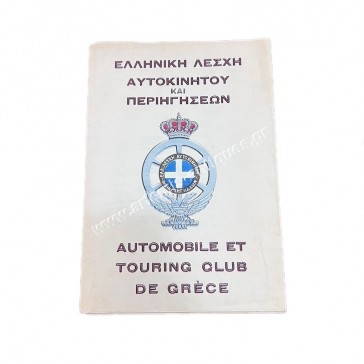 ΕΛΛΗΝΙΚΗ ΛΕΣΧΗ
ΑΥΤΟΚΙΝΗΤΟΥ
ΚΑΙ
ΠΕΡΙΗΓΗΣΕΩΝ
AUTOMOBILE ET
TOURING CLUB
DE GRÈCE